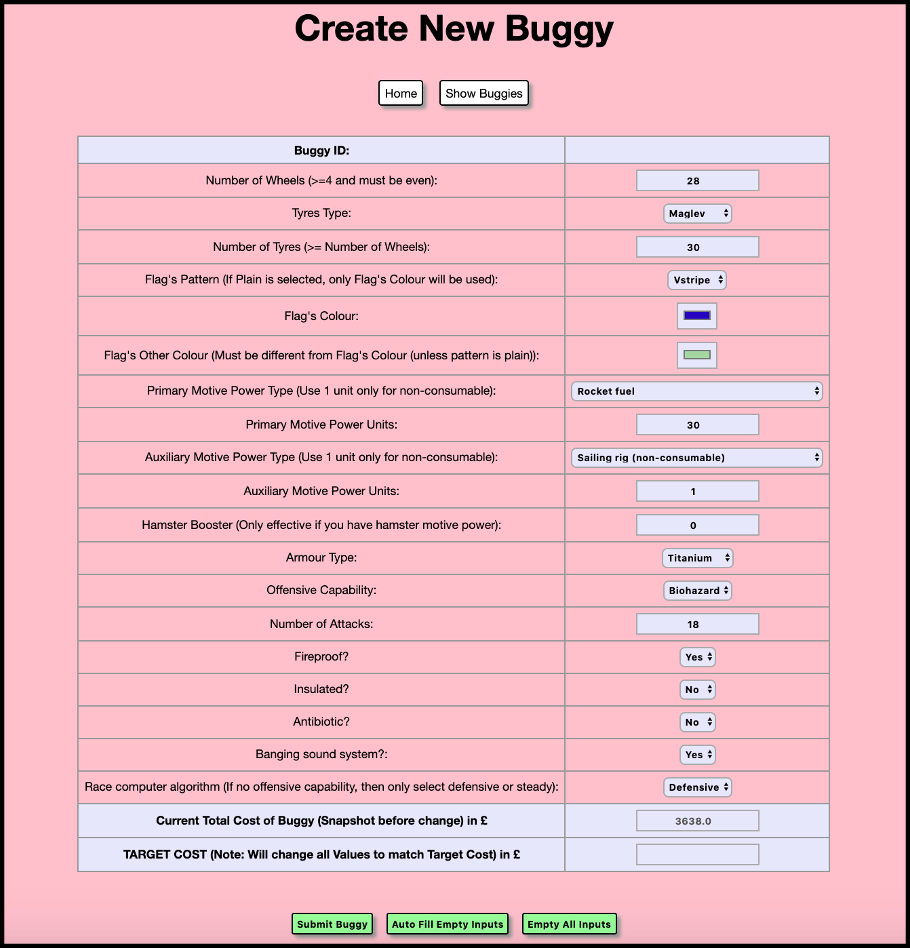 Create New Buggy
Home Show Buggies
Buggy ID:
Number of Wheels (>=4 and must be even): 28
Tyres Type: Maglev
Number of Tyres (>= Number of Wheels): 30
Flag's Pattern (If Plain is selected, only Flag's Colour will be used): Vstripe
Flag's Colour:
Flag's Other Colour (Must be different from Flag's Colour (unless pattern is plain)):
Primary Motive Power Type (Use 1 unit only for non-consumable): Rocket fuel
Primary Motive Power Units: 30
Auxiliary Motive Power Type (Use 1 unit only for non-consumable): Sailing rig (non-consumable)
Auxiliary Motive Power Units: 1
Hamster Booster (Only effective if you have hamster motive power): 0
Armour Type: Titanium
Offensive Capability: Biohazard
Number of Attacks: 18
Fireproof? Yes
Insulated? No
Antibiotic? No
Banging sound system?: Yes
Race computer algorithm (If no offensive capability, then only select defensive or steady): Defensive
Current Total Cost of Buggy (Snapshot before change) in £ 3638.0
TARGET COST (Note: Will change all Values to match Target Cost) in £
Submit Buggy Auto Fill Empty Inputs Empty All Inputs